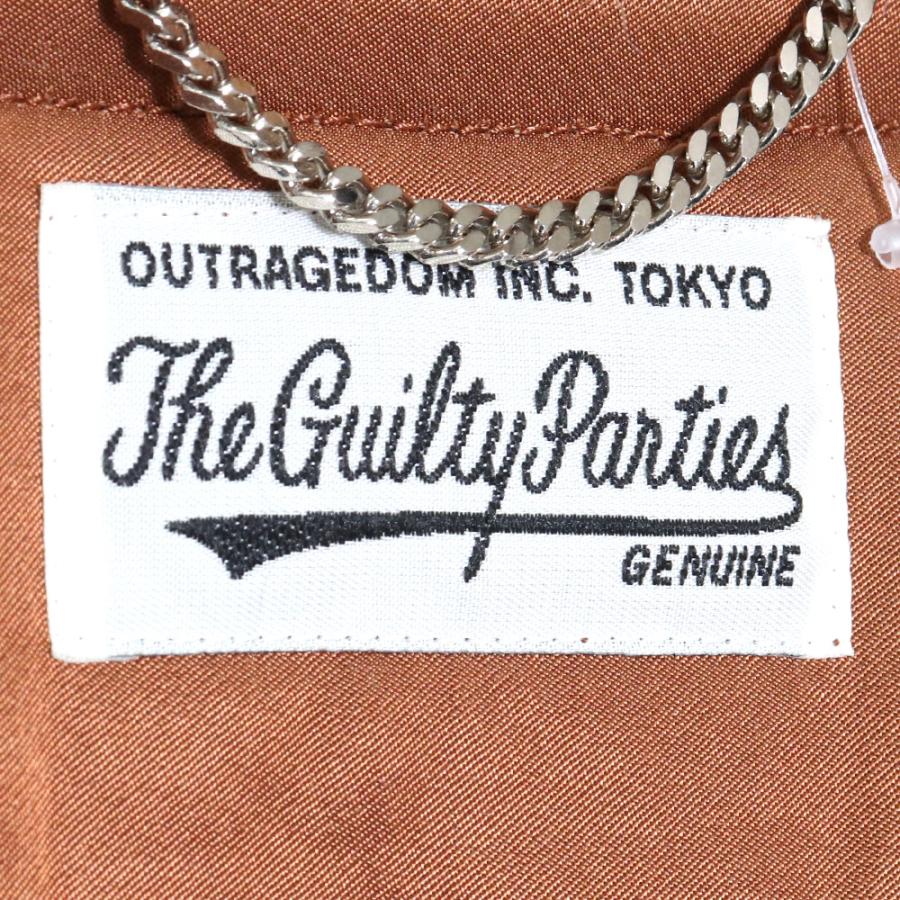 OUTRAGEDOM INC. TOKYO
The Guilty Parties
GENUINE